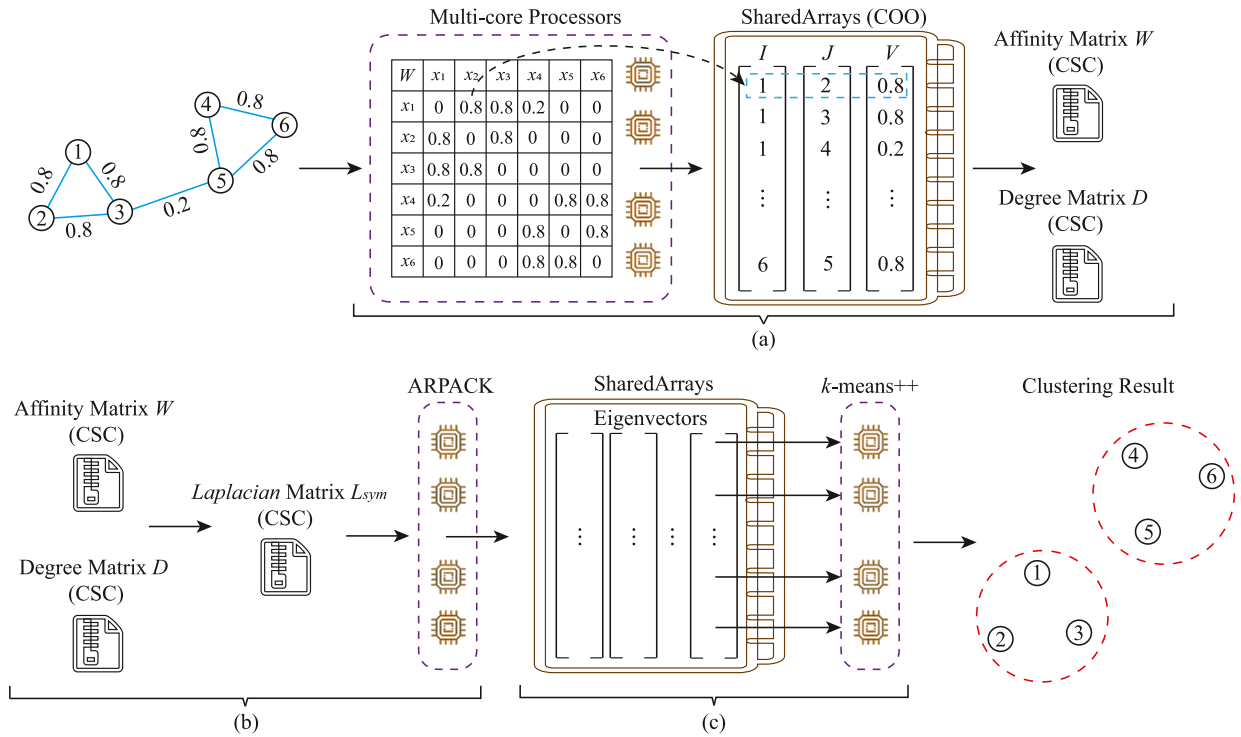 Multi-core Processors
SharedArrays (COO)
Affinity Matrix W
(CSC)
Degree Matrix D
(CSC)
1
2
3
4
5
6
0.8
0.8
0.8
0.2
0.8
0.8
0.8
W x₁ x₂ x₃ x₄ x₅ x₆
x₁ 0 0.8 0.8 0.2 0 0
x₂ 0.8 0 0.8 0 0 0
x₃ 0.8 0.8 0 0 0 0
x₄ 0.2 0 0 0 0.8 0.8
x₅ 0 0 0 0.8 0 0.8
x₆ 0 0 0 0.8 0.8 0
I J V
1 2 0.8
1 3 0.8
1 4 0.2
⋮ ⋮ ⋮
6 5 0.8
(a)
Affinity Matrix W
(CSC)
Degree Matrix D
(CSC)
Laplacian Matrix Lsym
(CSC)
ARPACK
(b)
SharedArrays
Eigenvectors
⋮ ⋮ ⋮ ⋮
k-means++
(c)
Clustering Result
4
6
5
1
2
3